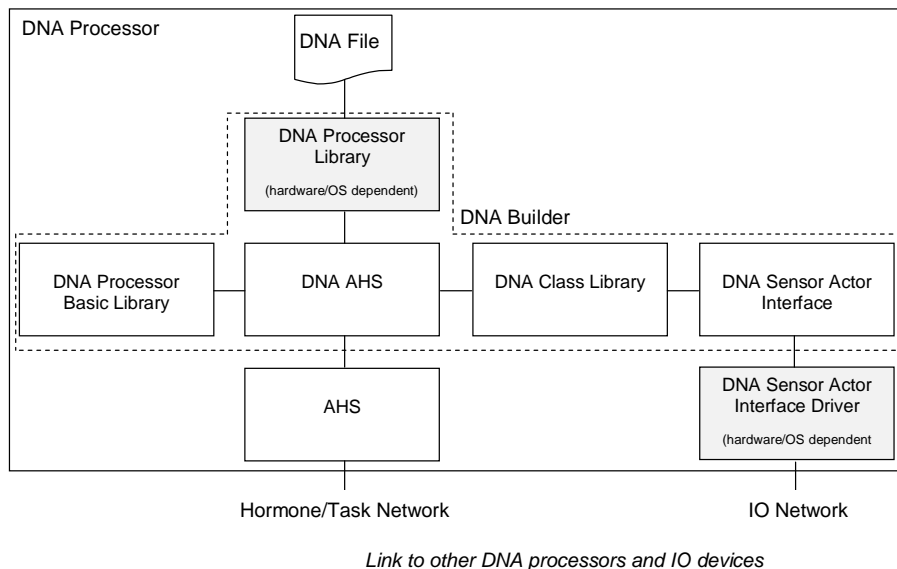 DNA Processor
DNA File
DNA Processor
Library
(hardware/OS dependent)
DNA Builder
DNA Processor
Basic Library
DNA AHS
DNA Class Library
DNA Sensor Actor
Interface
AHS
DNA Sensor Actor
Interface Driver
(hardware/OS dependent
Hormone/Task Network
IO Network
Link to other DNA processors and IO devices